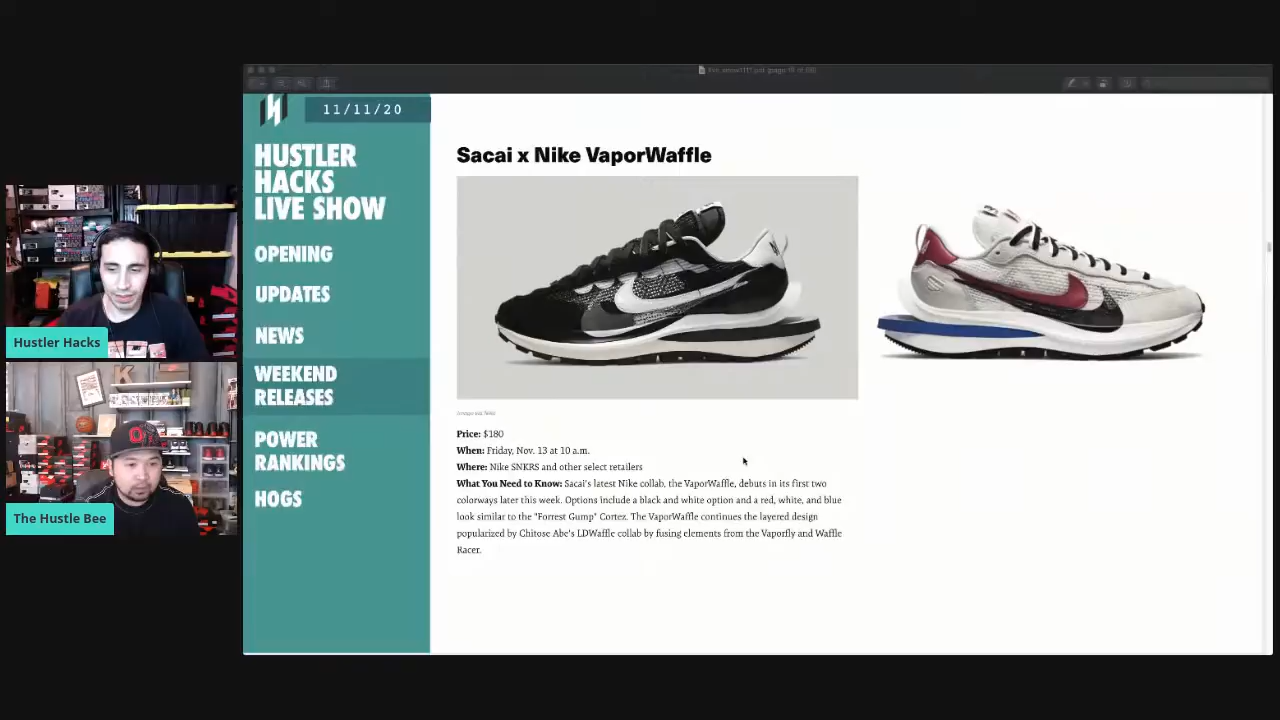 11/11/20
HUSTLER
HACKS
LIVE SHOW
OPENING
UPDATES
NEWS
WEEKEND
RELEASES
POWER
RANKINGS
HOGS
Sacai x Nike VaporWaffle
Price: $180
When: Friday, Nov. 13 at 10 a.m.
Where: Nike SNKRS and other select retailers
What You Need to Know: Sacai's latest Nike collab, the VaporWaffle, debuts in its first two
colorways later this week. Options include a black and white option and a red, white, and blue
look similar to the "Forrest Gump" Cortez. The VaporWaffle continues the layered design
popularized by Chitose Abe's LDWaffle collab by fusing elements from the Vaporfly and Waffle
Racer.
Hustler Hacks
The Hustle Bee